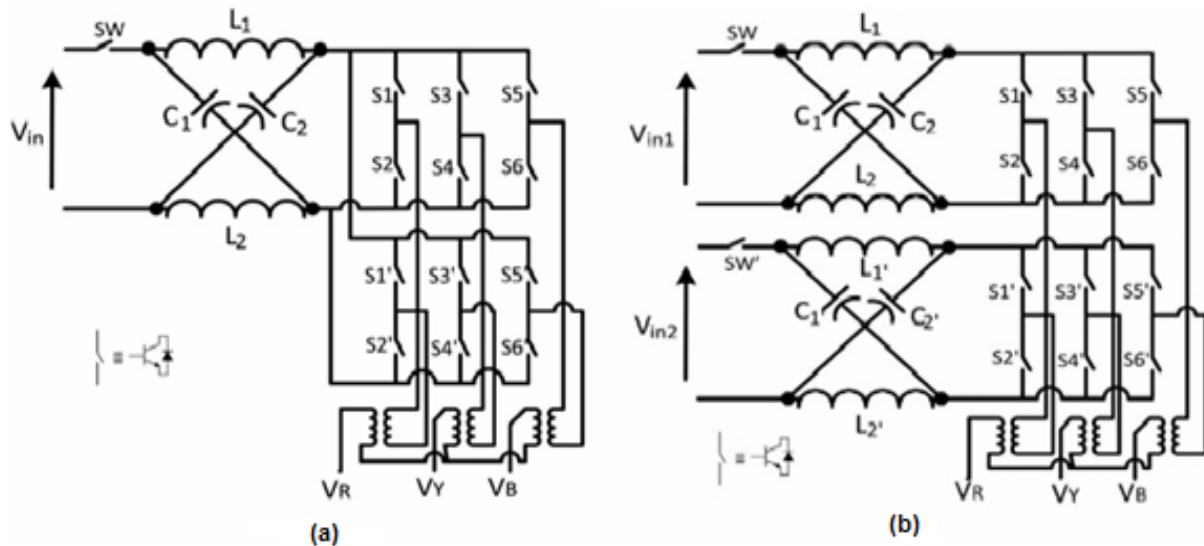 SW
L1
S1
S3
S5
C1
C2
Vin
S2
S4
S6
L2
S1'
S3'
S5'
S2'
S4'
S6'
≡
VR
VY
VB
(a)
SW
L1
S1
S3
S5
C1
C2
Vin1
S2
S4
S6
L2
SW'
L1'
S1'
S3'
S5'
C1'
C2'
Vin2
S2'
S4'
S6'
L2'
≡
VR
VY
VB
(b)